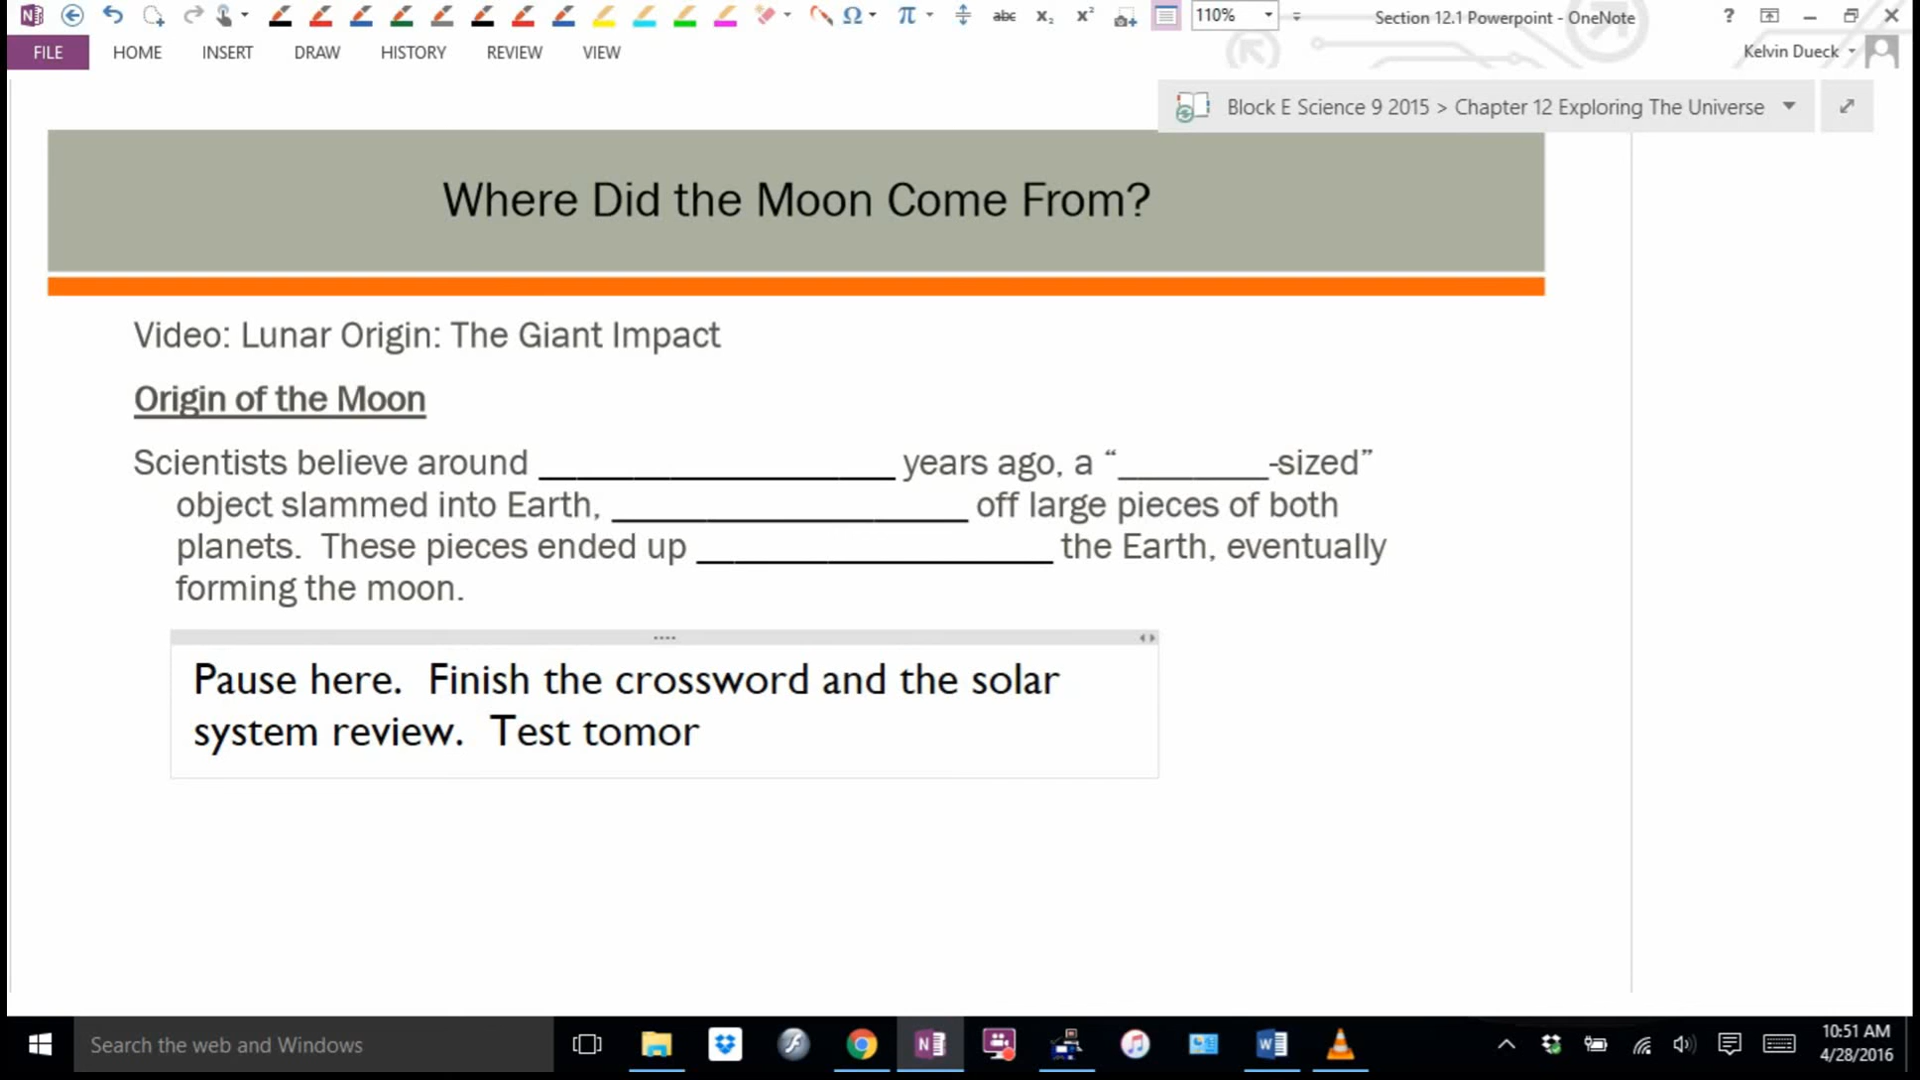 110%
Section 12.1 Powerpoint - OneNote
?
FILE HOME INSERT DRAW HISTORY REVIEW VIEW
Kelvin Dueck
Block E Science 9 2015 > Chapter 12 Exploring The Universe
Where Did the Moon Come From?
Video: Lunar Origin: The Giant Impact
Origin of the Moon
Scientists believe around ___________________ years ago, a “________-sized”
object slammed into Earth, ___________________ off large pieces of both
planets. These pieces ended up ___________________ the Earth, eventually
forming the moon.
Pause here. Finish the crossword and the solar
system review. Test tomor
Search the web and Windows
10:51 AM
4/28/2016